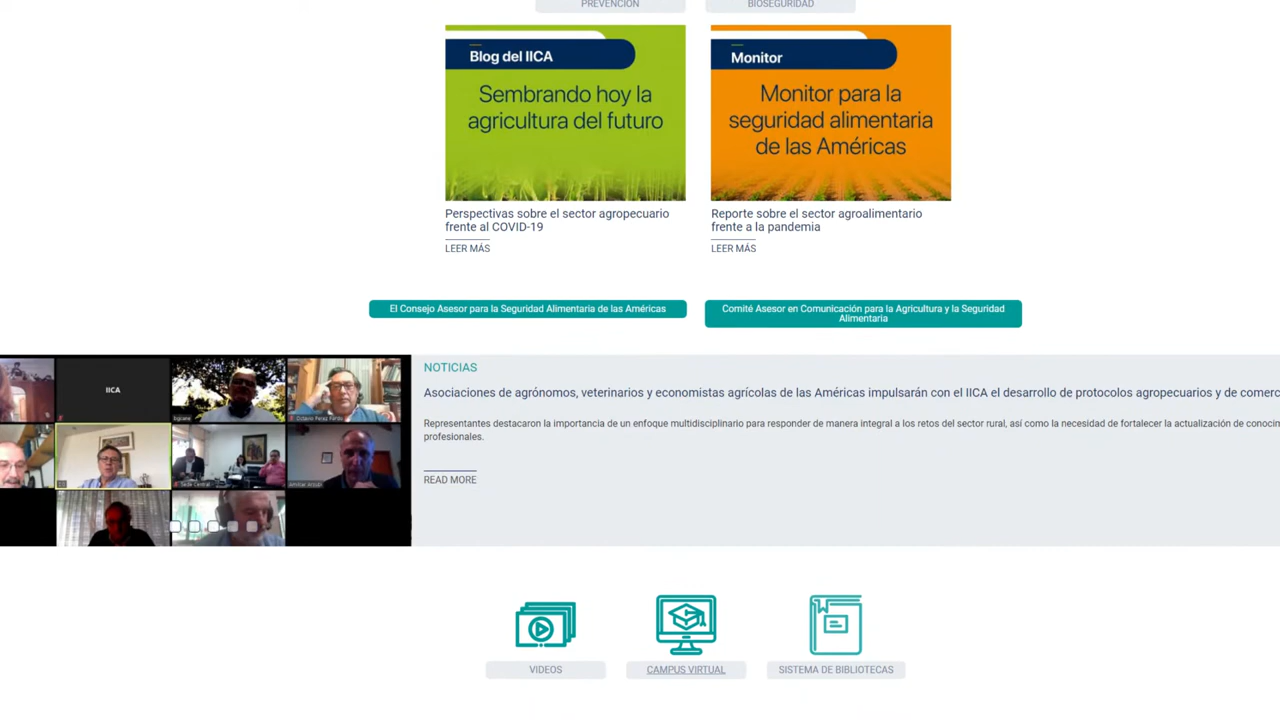 PREVENCIÓN
BIOSEGURIDAD
Blog del IICA
Sembrando hoy la
agricultura del futuro
Monitor
Monitor para la
seguridad alimentaria
de las Américas
Perspectivas sobre el sector agropecuario
frente al COVID-19
LEER MÁS
Reporte sobre el sector agroalimentario
frente a la pandemia
LEER MÁS
El Consejo Asesor para la Seguridad Alimentaria de las Américas
Comité Asesor en Comunicación para la Agricultura y la Seguridad
Alimentaria
IICA
Octavio Perez Pardo
Sede Central
NOTICIAS
Asociaciones de agrónomos, veterinarios y economistas agrícolas de las Américas impulsarán con el IICA el desarrollo de protocolos agropecuarios y de comerc
Representantes destacaron la importancia de un enfoque multidisciplinario para responder de manera integral a los retos del sector rural, así como la necesidad de fortalecer la actualización de conocim
profesionales.
READ MORE
VIDEOS
CAMPUS VIRTUAL
SISTEMA DE BIBLIOTECAS